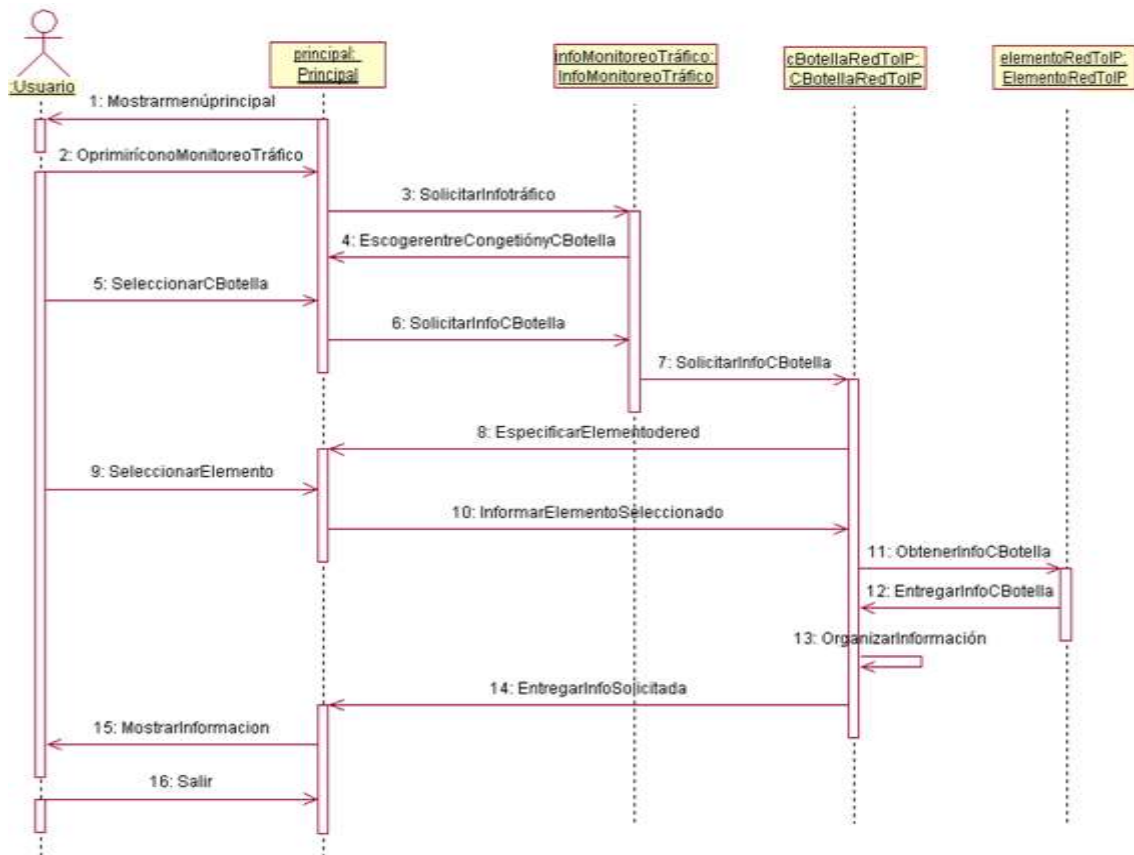 :Usuario
principal:
Principal
infoMonitoreoTráfico:
InfoMonitoreoTráfico
cBotellaRedToIP:
CBotellaRedToIP
elementoRedToIP:
ElementoRedToIP
1: Mostrarmenúprincipal
2: OprimiríconoMonitoreoTráfico
3: SolicitarInfotráfico
4: EscogerentreCongetiónyCBotella
5: SeleccionarCBotella
6: SolicitarInfoCBotella
7: SolicitarInfoCBotella
8: EspecificarElementodered
9: SeleccionarElemento
10: InformarElementoSeleccionado
11: ObtenerInfoCBotella
12: EntregarInfoCBotella
13: OrganizarInformación
14: EntregarInfoSolicitada
15: MostrarInformacion
16: Salir